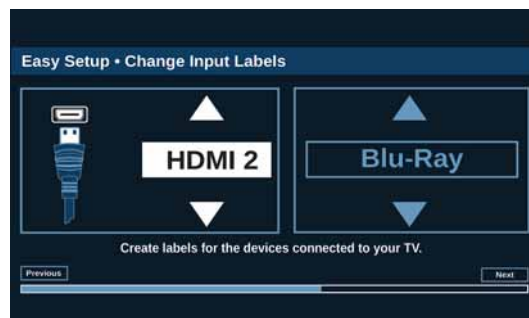 Easy Setup • Change Input Labels
HDMI 2
Blu-Ray
Create labels for the devices connected to your TV.
Previous
Next